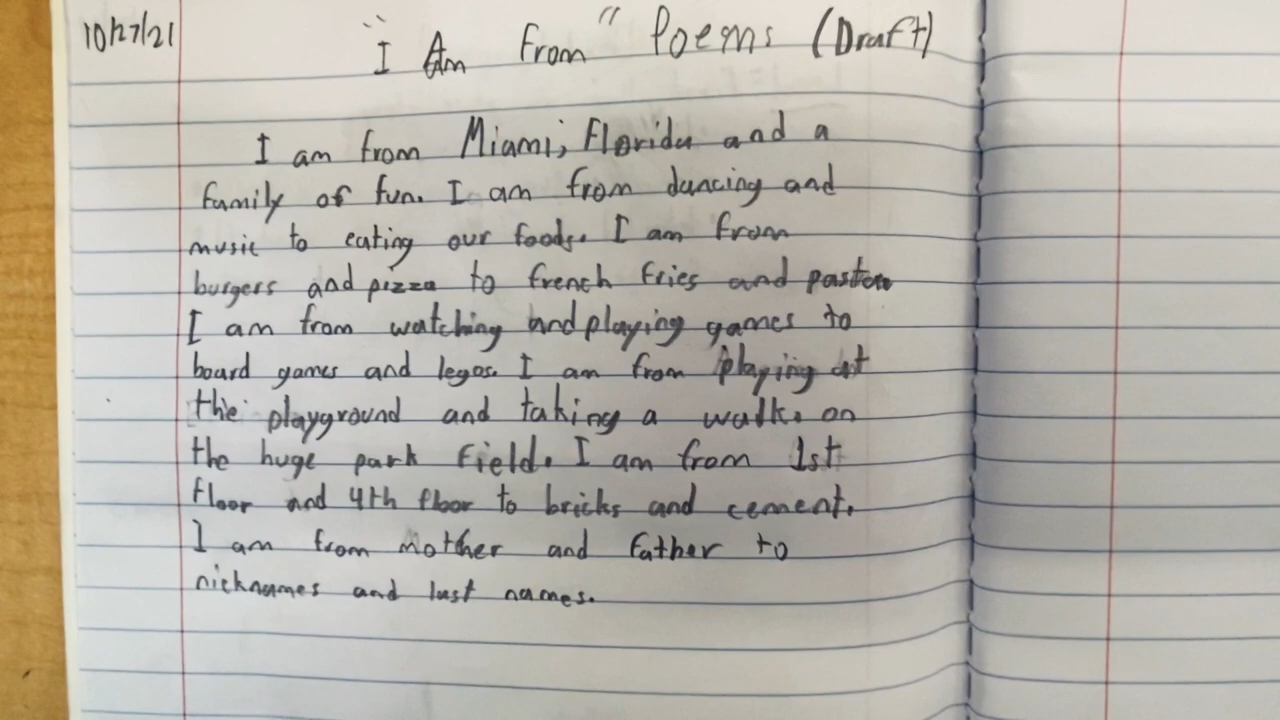 10/27/21
"I Am From" Poems (Draft)
I am from Miami, Florida and a
family of fun. I am from dancing and
music to eating our foods. I am from
burgers and pizza to french fries and pasta.
I am from watching and playing games to
board games and legos. I am from playing at
the playground and taking a walk. on
the huge park field. I am from 1st
floor and 4th floor to bricks and cement.
I am from mother and father to
nicknames and last names.